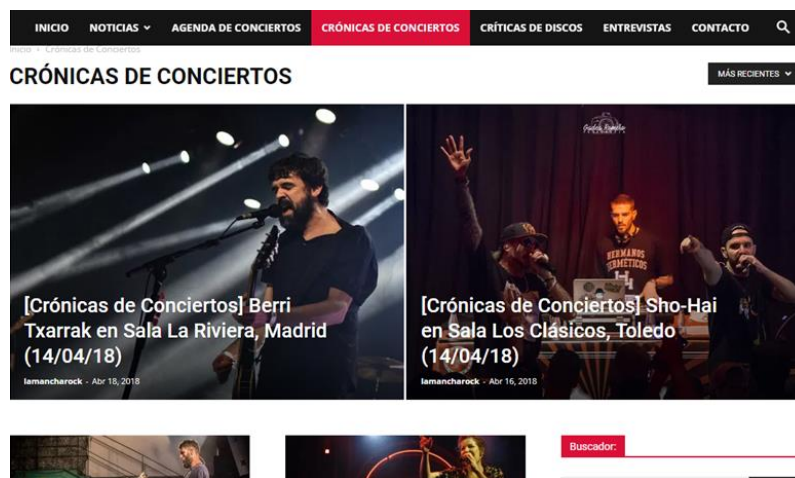 INICIO NOTICIAS AGENDA DE CONCIERTOS CRÓNICAS DE CONCIERTOS CRÍTICAS DE DISCOS ENTREVISTAS CONTACTO
Inicio › Crónicas de Conciertos
CRÓNICAS DE CONCIERTOS
MÁS RECIENTES
[Crónicas de Conciertos] Berri
Txarrak en Sala La Riviera, Madrid
(14/04/18)
lamancharock - Abr 18, 2018
HERMANOS
HERMÉTICOS
[Crónicas de Conciertos] Sho-Hai
en Sala Los Clásicos, Toledo
(14/04/18)
lamancharock - Abr 16, 2018
Buscador: